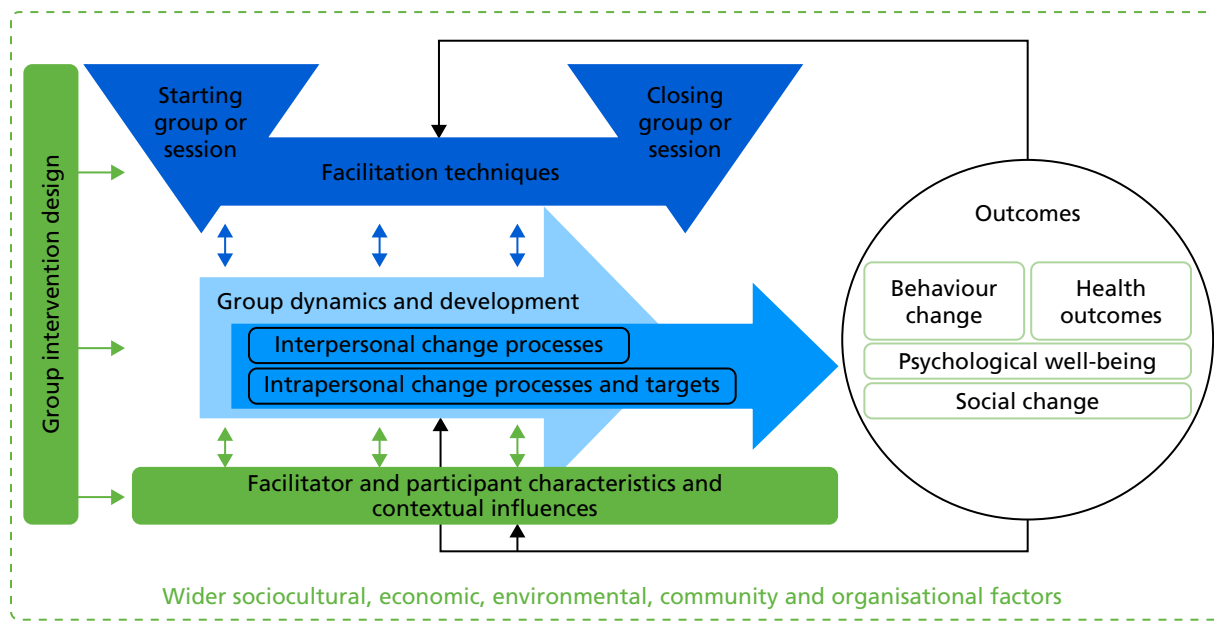 Group intervention design
Starting
group or
session
Closing
group or
session
Facilitation techniques
Group dynamics and development
Interpersonal change processes
Intrapersonal change processes and targets
Facilitator and participant characteristics and
contextual influences
Outcomes
Behaviour
change
Health
outcomes
Psychological well-being
Social change
Wider sociocultural, economic, environmental, community and organisational factors